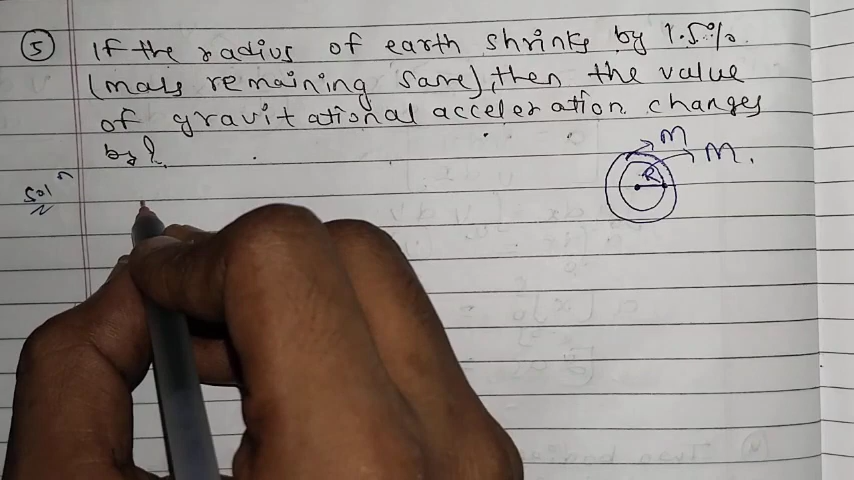 5 If the radius of earth shrinks by 1.5%.
(mass remaining same), then the value
of gravitational acceleration changes
by?
M
M.
R
Solⁿ